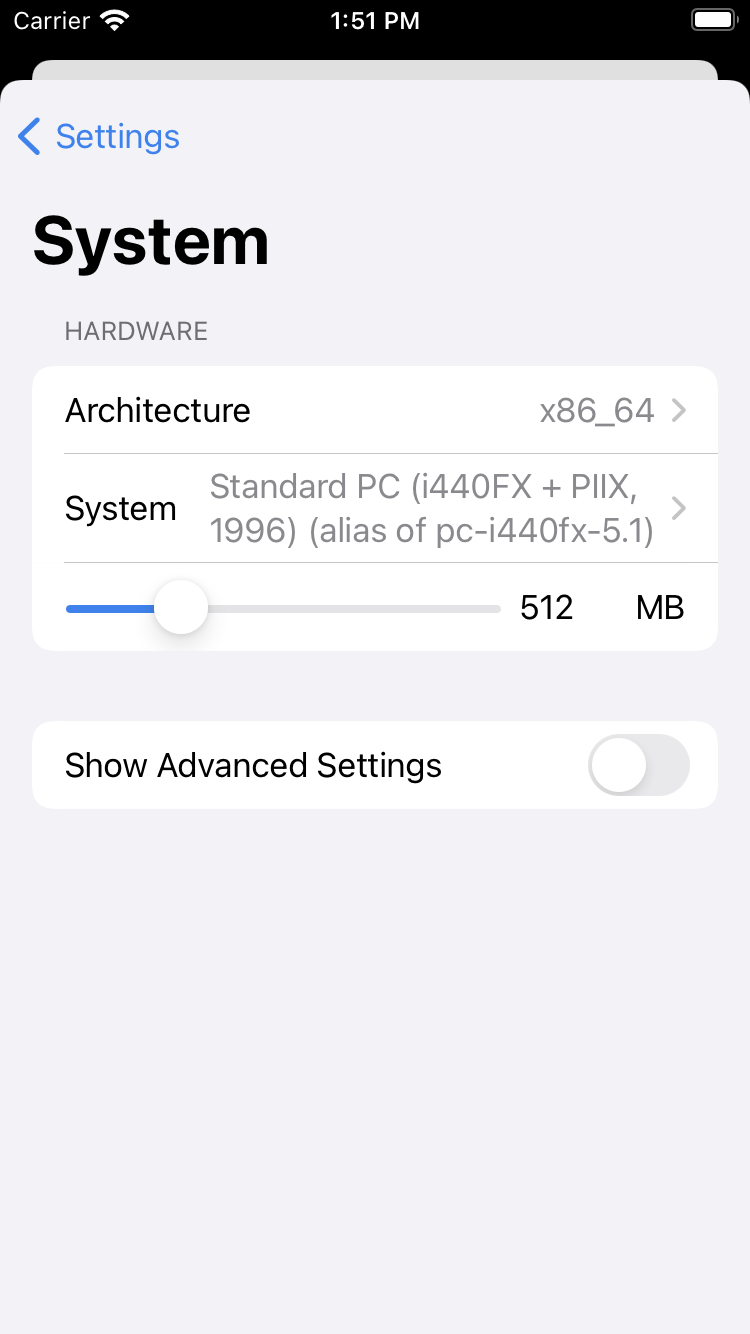 Carrier 1:51 PM
Settings
System
HARDWARE
Architecture x86_64
System Standard PC (i440FX + PIIX,
1996) (alias of pc-i440fx-5.1)
512 MB
Show Advanced Settings